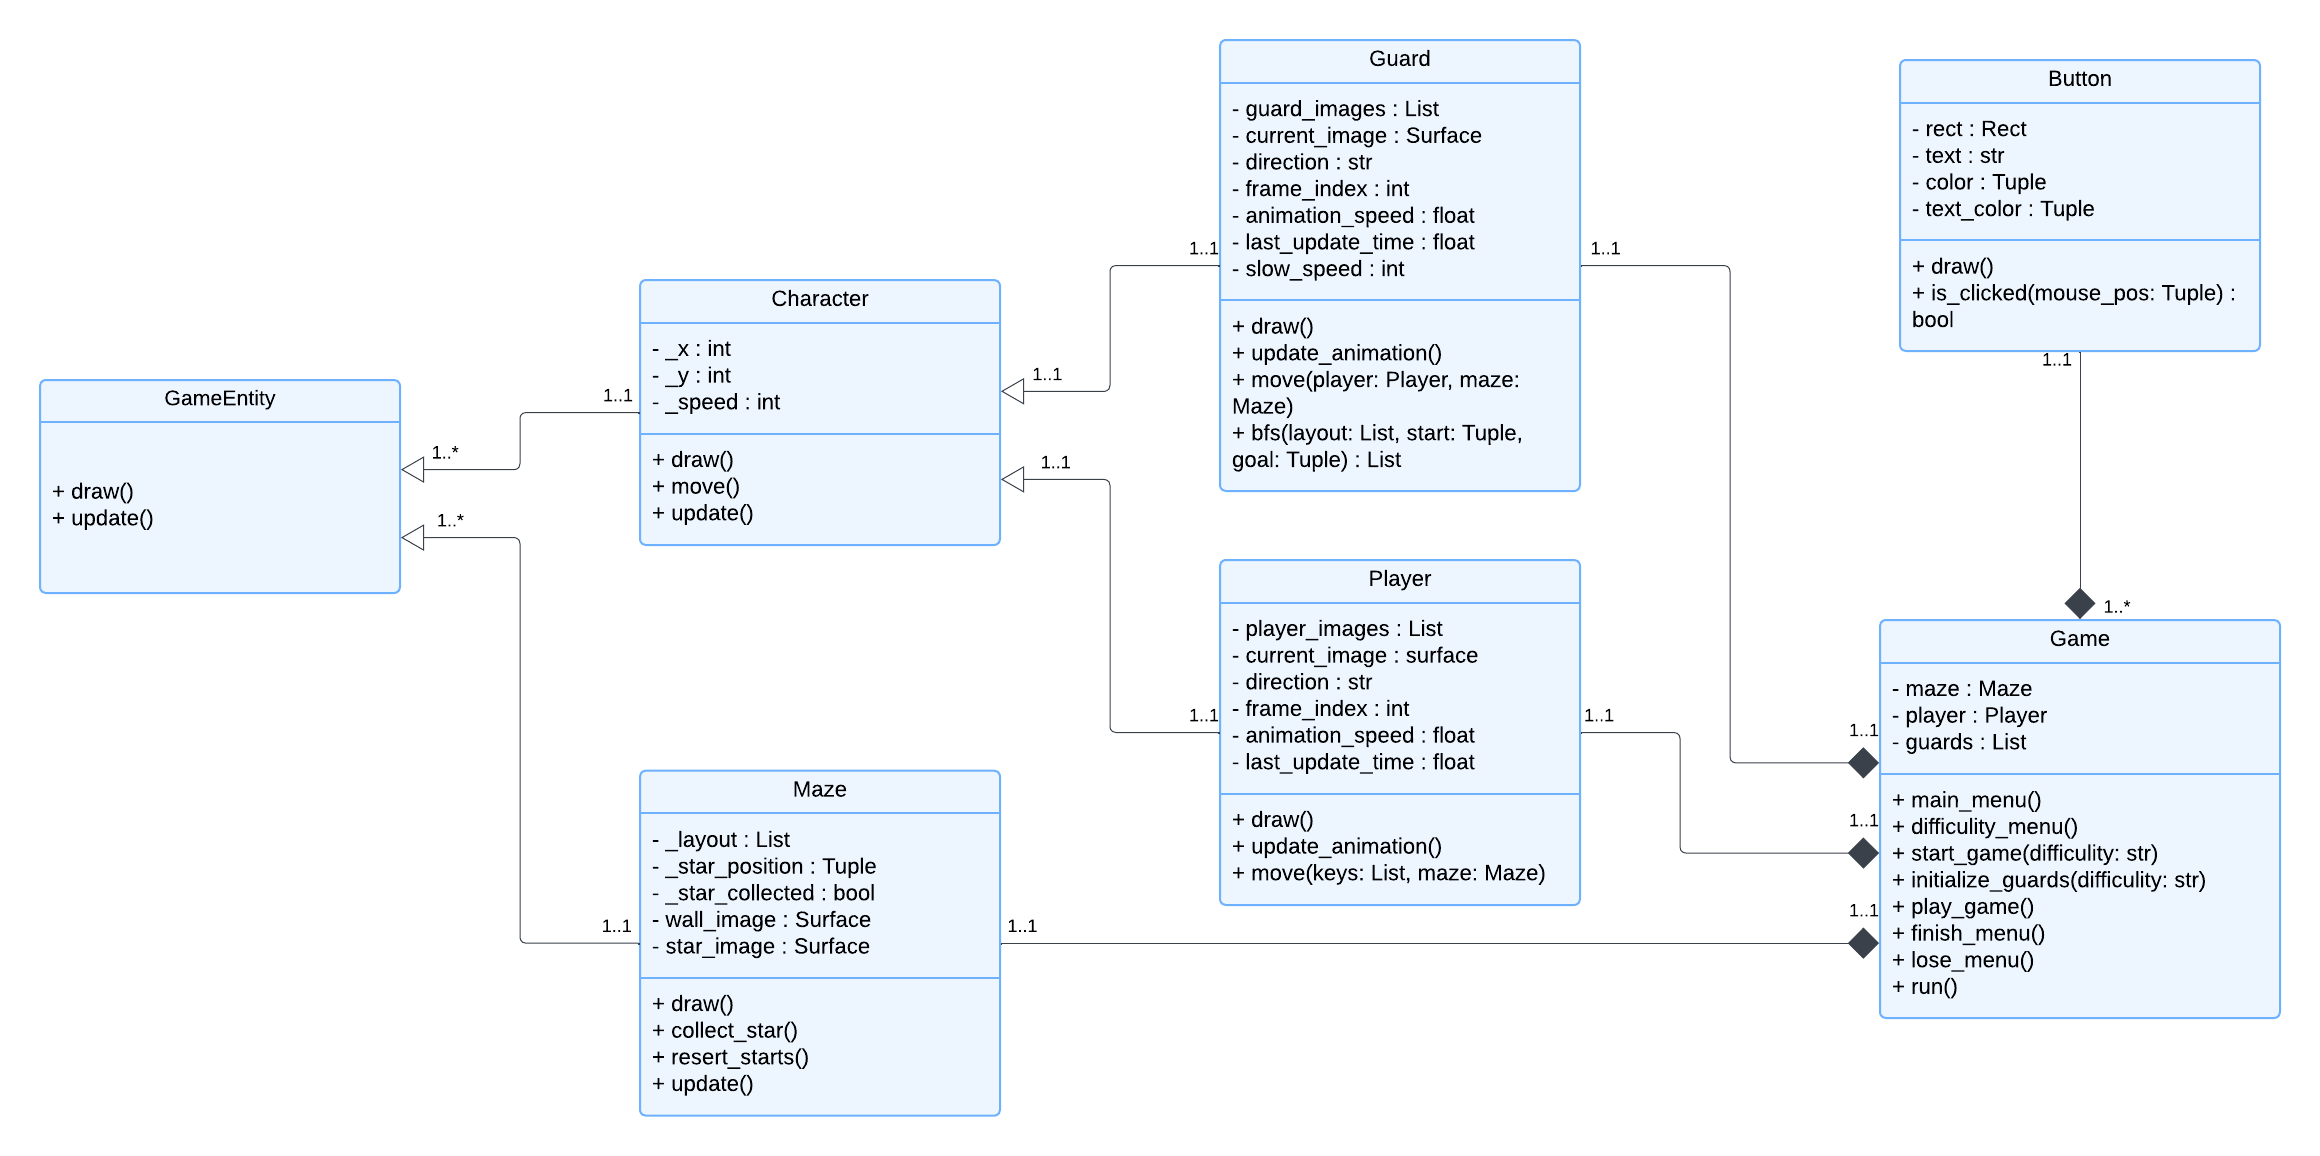 GameEntity
+ draw()
+ update()
1..*
1..*
1..1
1..1
Character
- _x : int
- _y : int
- _speed : int
+ draw()
+ move()
+ update()
1..1
1..1
Maze
- _layout : List
- _star_position : Tuple
- _star_collected : bool
- wall_image : Surface
- star_image : Surface
+ draw()
+ collect_star()
+ resert_starts()
+ update()
1..1
1..1
1..1
Guard
- guard_images : List
- current_image : Surface
- direction : str
- frame_index : int
- animation_speed : float
- last_update_time : float
- slow_speed : int
+ draw()
+ update_animation()
+ move(player: Player, maze:
Maze)
+ bfs(layout: List, start: Tuple,
goal: Tuple) : List
1..1
Player
- player_images : List
- current_image : surface
- direction : str
- frame_index : int
- animation_speed : float
- last_update_time : float
+ draw()
+ update_animation()
+ move(keys: List, maze: Maze)
1..1
Button
- rect : Rect
- text : str
- color : Tuple
- text_color : Tuple
+ draw()
+ is_clicked(mouse_pos: Tuple) :
bool
1..1
1..*
1..1
1..1
1..1
Game
- maze : Maze
- player : Player
- guards : List
+ main_menu()
+ difficulity_menu()
+ start_game(difficulity: str)
+ initialize_guards(difficulity: str)
+ play_game()
+ finish_menu()
+ lose_menu()
+ run()